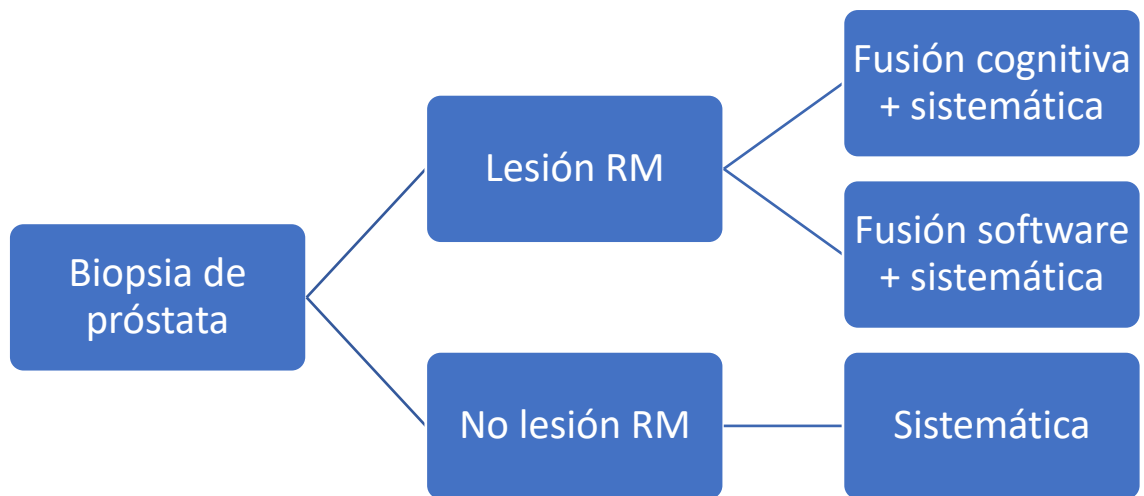 Biopsia de
próstata
Lesión RM
Fusión cognitiva
+ sistemática
Fusión software
+ sistemática
No lesión RM
Sistemática